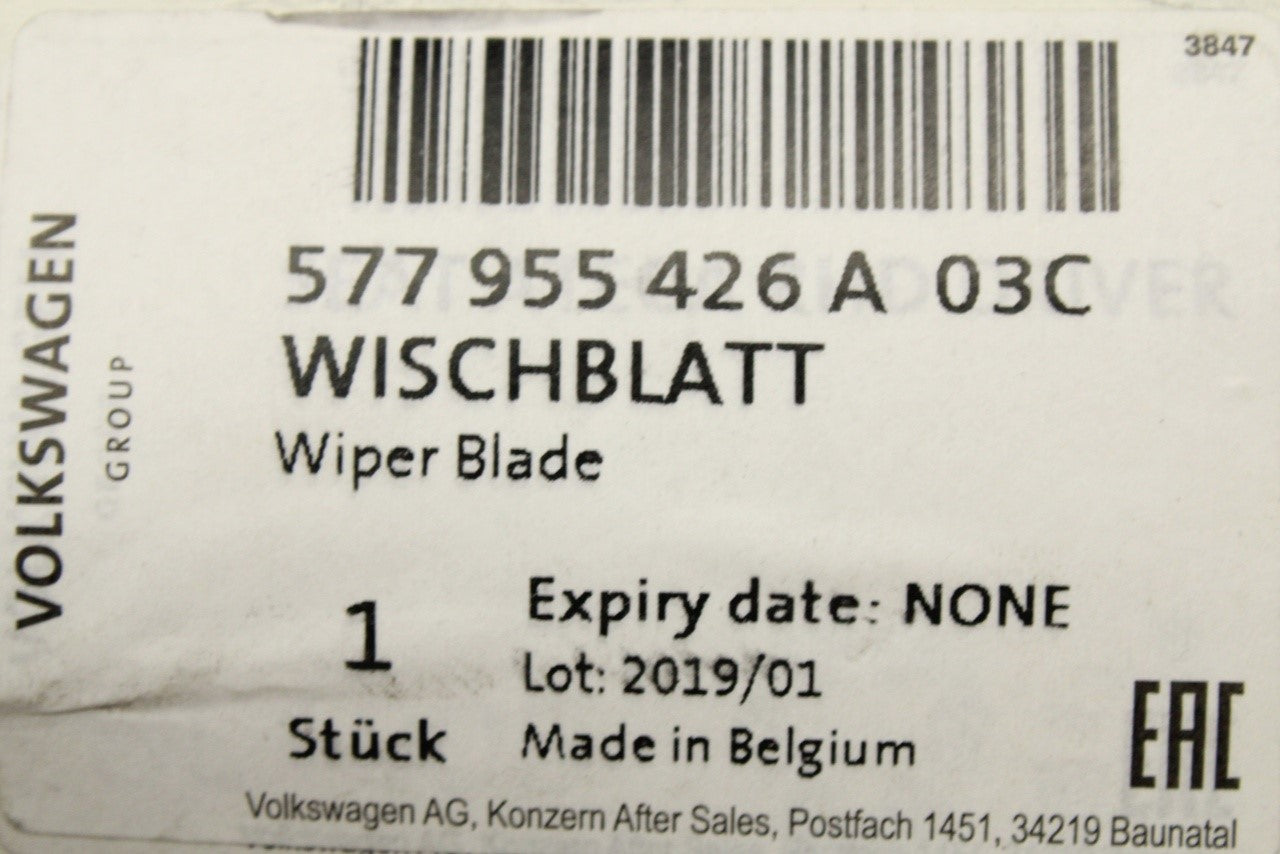 3847
577 955 426 A 03C
WISCHBLATT
Wiper Blade
VOLKSWAGEN
GROUP
1
Stück
Expiry date: NONE
Lot: 2019/01
Made in Belgium
EAC
Volkswagen AG, Konzern After Sales, Postfach 1451, 34219 Baunatal